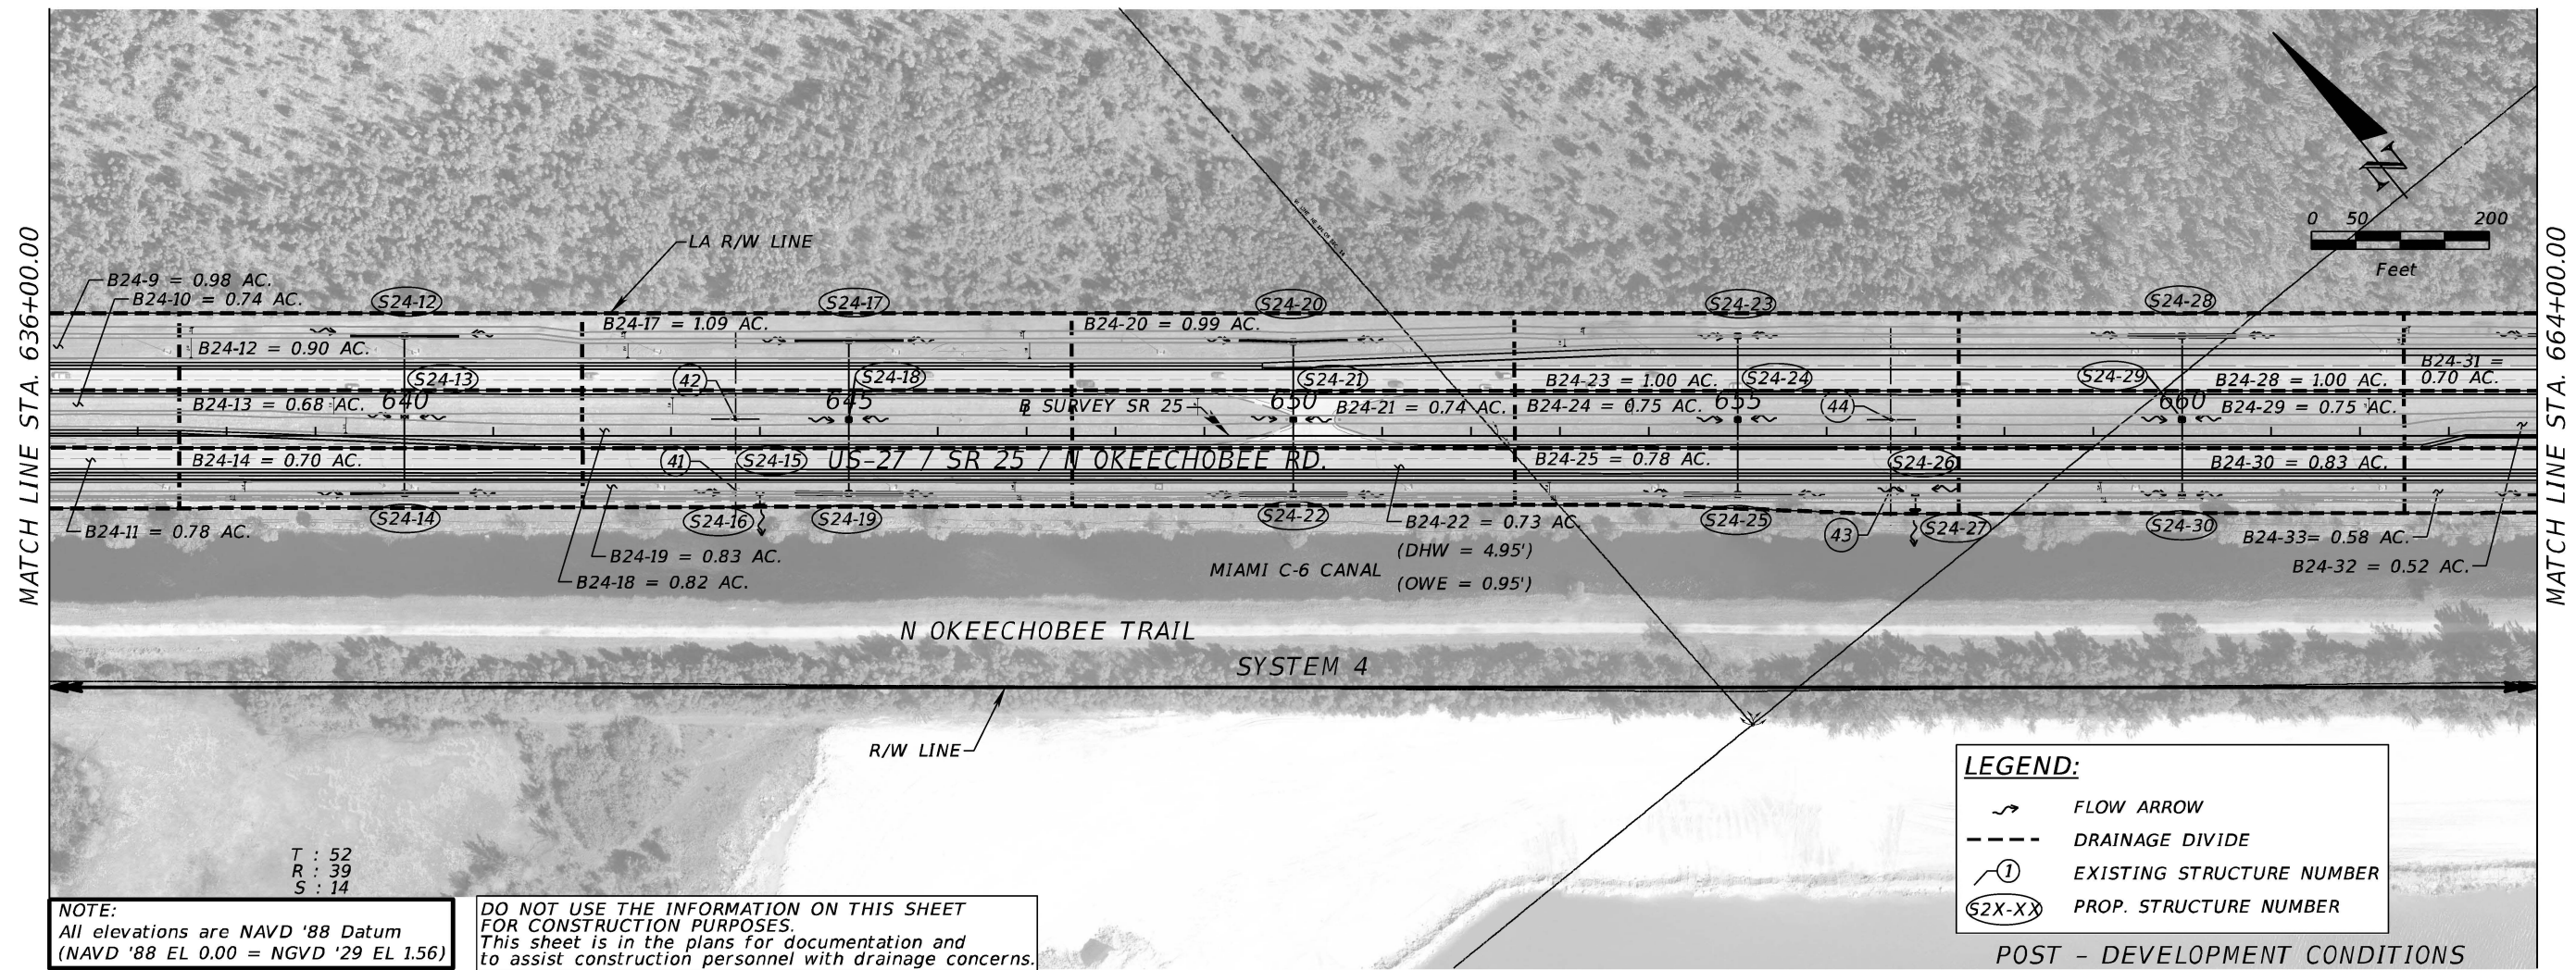 MATCH LINE STA. 636+00.00
MATCH LINE STA. 664+00.00
0 50 200
Feet
LA R/W LINE
B24-9 = 0.98 AC.
B24-10 = 0.74 AC.
S24-12
S24-17
S24-20
S24-23
S24-28
B24-17 = 1.09 AC.
B24-20 = 0.99 AC.
B24-12 = 0.90 AC.
B24-31 =
0.70 AC.
S24-13
42
S24-18
S24-21
B24-23 = 1.00 AC.
S24-24
S24-29
B24-28 = 1.00 AC.
B24-13 = 0.68 AC.
640
645
SURVEY SR 25
650
B24-21 = 0.74 AC.
B24-24 = 0.75 AC.
655
44
660
B24-29 = 0.75 AC.
B24-14 = 0.70 AC.
41
S24-15
US-27 / SR 25 / N OKEECHOBEE RD.
B24-25 = 0.78 AC.
S24-26
B24-30 = 0.83 AC.
S24-14
S24-16
S24-19
S24-22
B24-22 = 0.73 AC.
S24-25
43
S24-27
S24-30
B24-11 = 0.78 AC.
B24-33= 0.58 AC.
B24-19 = 0.83 AC.
(DHW = 4.95')
B24-32 = 0.52 AC.
B24-18 = 0.82 AC.
MIAMI C-6 CANAL
(OWE = 0.95')
N OKEECHOBEE TRAIL
SYSTEM 4
R/W LINE
LEGEND:
FLOW ARROW
DRAINAGE DIVIDE
1 EXISTING STRUCTURE NUMBER
S2X-XX PROP. STRUCTURE NUMBER
T : 52
R : 39
S : 14
NOTE:
All elevations are NAVD '88 Datum
(NAVD '88 EL 0.00 = NGVD '29 EL 1.56)
DO NOT USE THE INFORMATION ON THIS SHEET
FOR CONSTRUCTION PURPOSES.
This sheet is in the plans for documentation and
to assist construction personnel with drainage concerns.
POST - DEVELOPMENT CONDITIONS